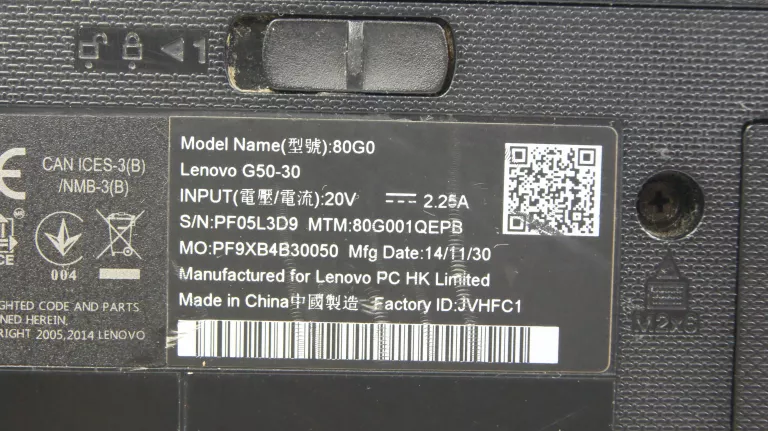 1
CAN ICES-3(B)
/NMB-3(B)
004
GHTED CODE AND PARTS
NED HEREIN.
RIGHT 2005,2014 LENOVO
Model Name(型號):80G0
Lenovo G50-30
INPUT(電壓/電流):20V 2.25A
S/N:PF05L3D9 MTM:80G001QEPB
MO:PF9XB4B30050 Mfg Date:14/11/30
Manufactured for Lenovo PC HK Limited
Made in China中國製造 Factory ID:JVHFC1